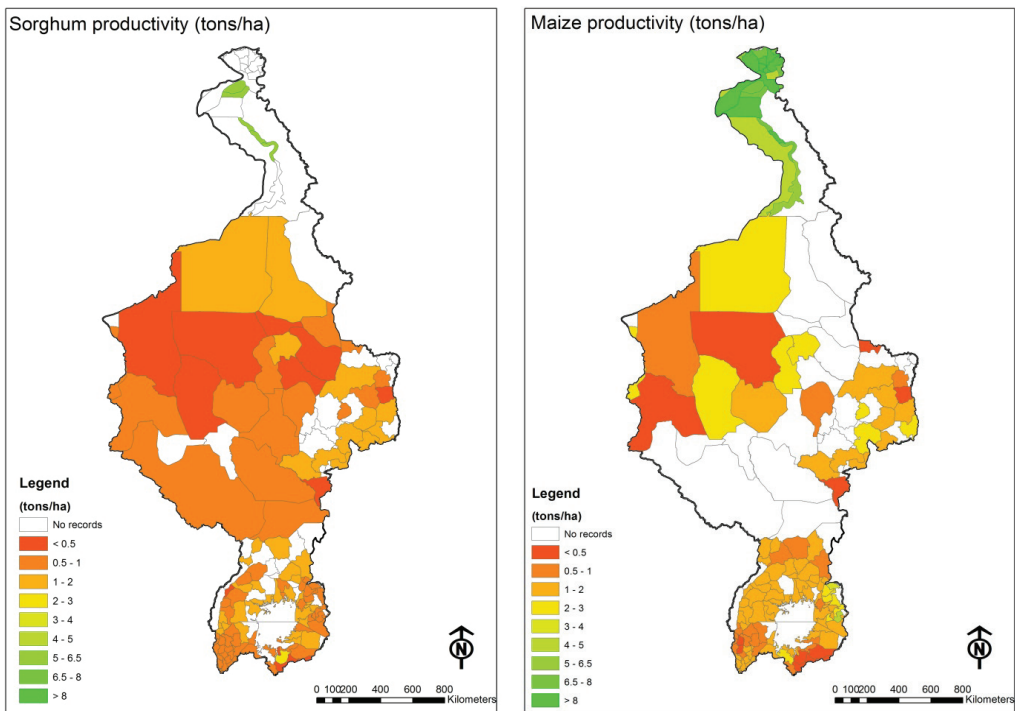 Sorghum productivity (tons/ha)
Legend
(tons/ha)
No records
< 0.5
0.5 - 1
1 - 2
2 - 3
3 - 4
4 - 5
5 - 6.5
6.5 - 8
> 8
N
0 100200 400 600 800
Kilometers
Maize productivity (tons/ha)
Legend
(tons/ha)
No records
< 0.5
0.5 - 1
1 - 2
2 - 3
3 - 4
4 - 5
5 - 6.5
6.5 - 8
> 8
N
0 100200 400 600 800
Kilometers